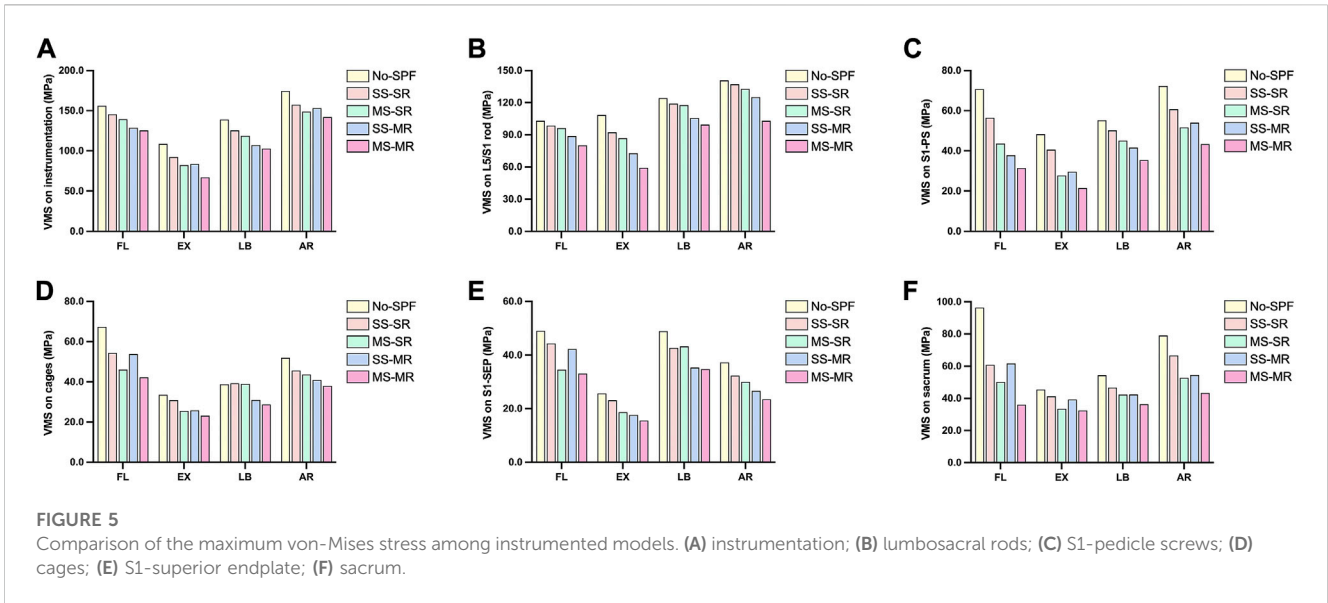 A
VMS on instrumentation (MPa)
200.0
150.0
100.0
50.0
0.0
FL EX LB AR
No-SPF
SS-SR
MS-SR
SS-MR
MS-MR
B
VMS on L5/S1 rod (MPa)
150.0
120.0
90.0
60.0
30.0
0.0
FL EX LB AR
No-SPF
SS-SR
MS-SR
SS-MR
MS-MR
C
VMS on S1-PS (MPa)
80.0
60.0
40.0
20.0
0.0
FL EX LB AR
No-SPF
SS-SR
MS-SR
SS-MR
MS-MR
D
VMS on cages (MPa)
80.0
60.0
40.0
20.0
0.0
FL EX LB AR
No-SPF
SS-SR
MS-SR
SS-MR
MS-MR
E
VMS on S1-SEP (MPa)
60.0
40.0
20.0
0.0
FL EX LB AR
No-SPF
SS-SR
MS-SR
SS-MR
MS-MR
F
VMS on sacrum (MPa)
100.0
80.0
60.0
40.0
20.0
0.0
FL EX LB AR
No-SPF
SS-SR
MS-SR
SS-MR
MS-MR
FIGURE 5
Comparison of the maximum von-Mises stress among instrumented models. (A) instrumentation; (B) lumbosacral rods; (C) S1-pedicle screws; (D)
cages; (E) S1-superior endplate; (F) sacrum.